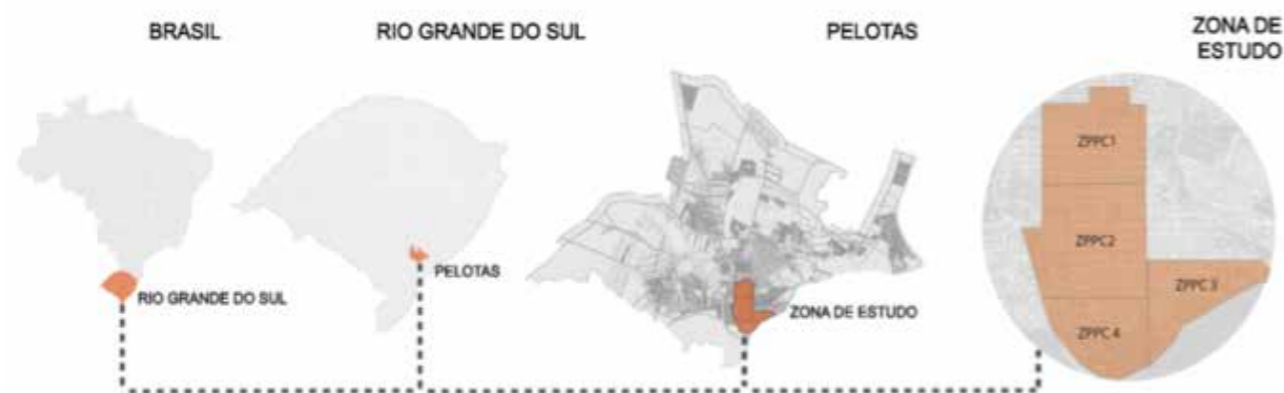 BRASIL
RIO GRANDE DO SUL
PELOTAS
ZONA DE
ESTUDO
RIO GRANDE DO SUL
PELOTAS
ZONA DE ESTUDO
ZPPC1
ZPPC2
ZPPC 3
ZPPC 4